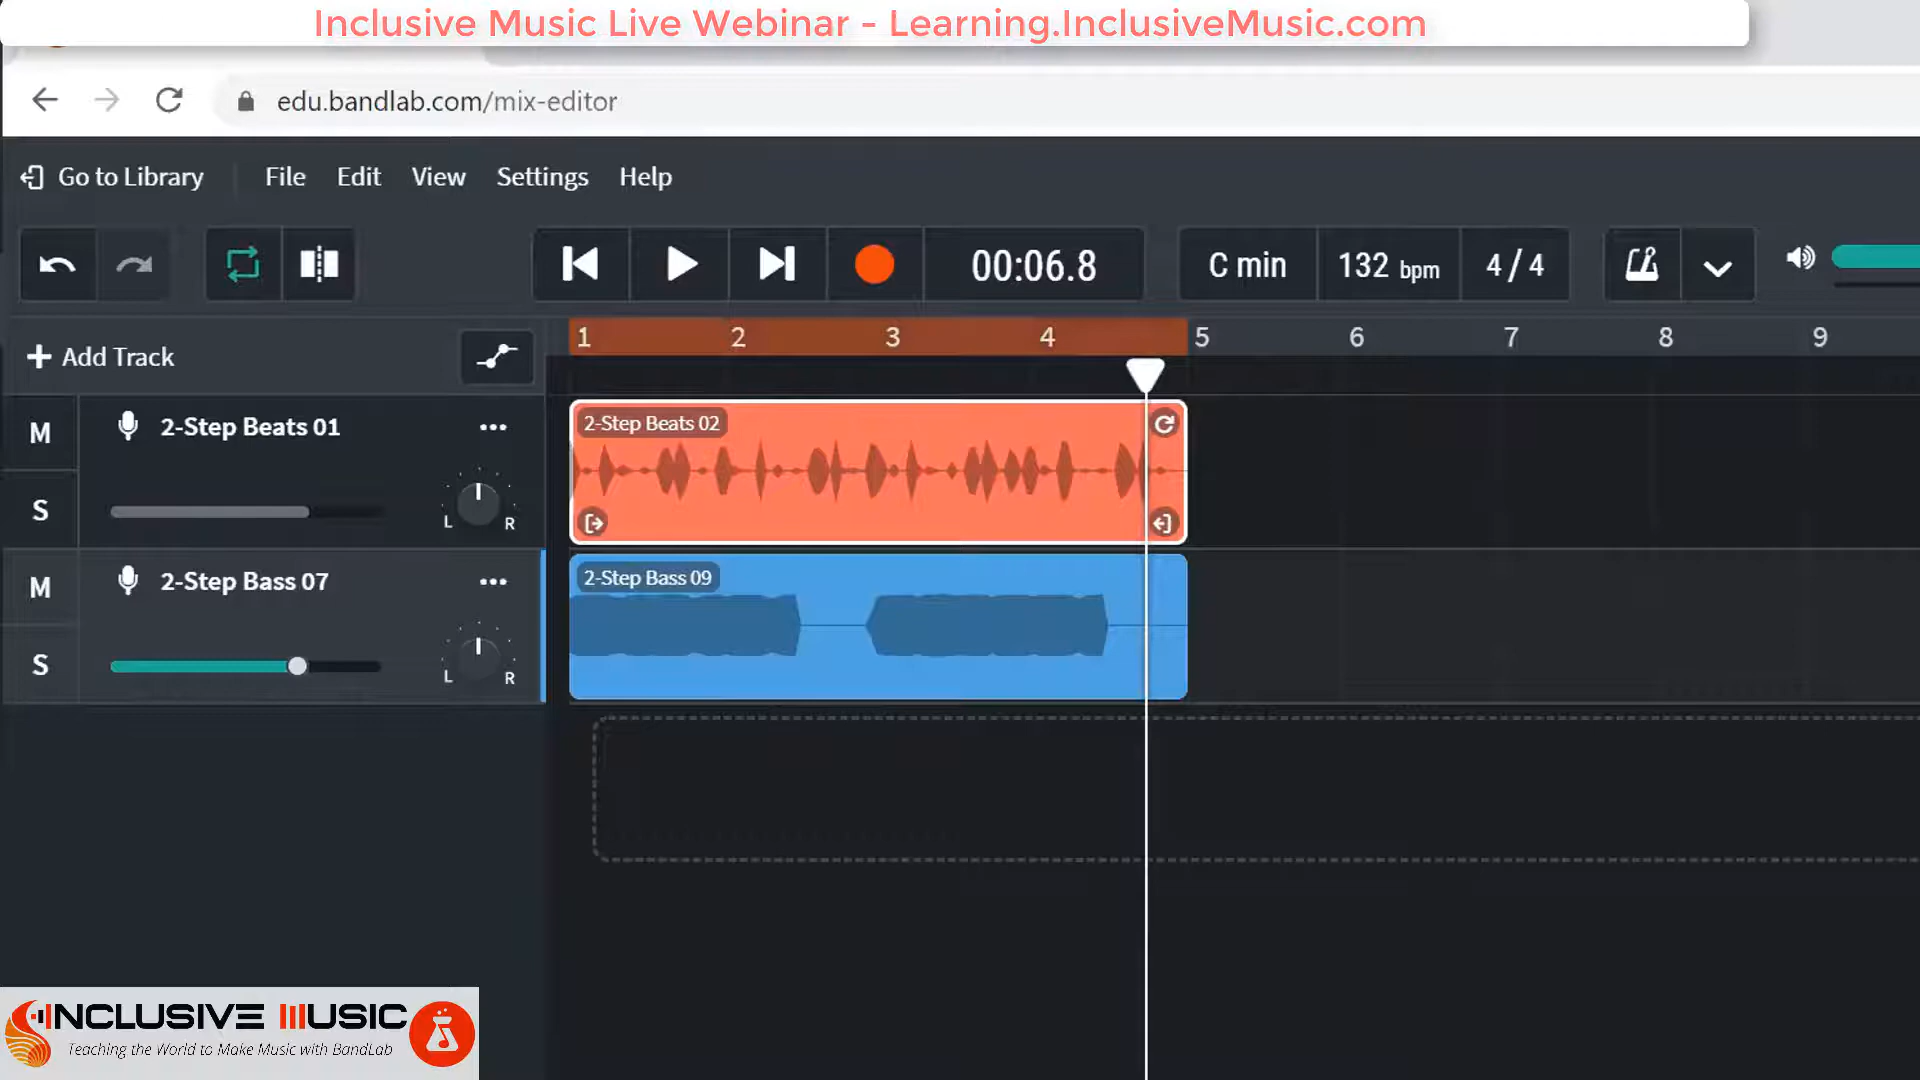 Inclusive Music Live Webinar - Learning.InclusiveMusic.com
edu.bandlab.com/mix-editor
Go to Library File Edit View Settings Help
00:06.8 C min 132 bpm 4/4
Add Track 1 2 3 4 5 6 7 8 9
M 2-Step Beats 01 2-Step Beats 02
S L R
M 2-Step Bass 07 2-Step Bass 09
S L R
INCLUSIVE MUSIC
Teaching the World to Make Music with BandLab